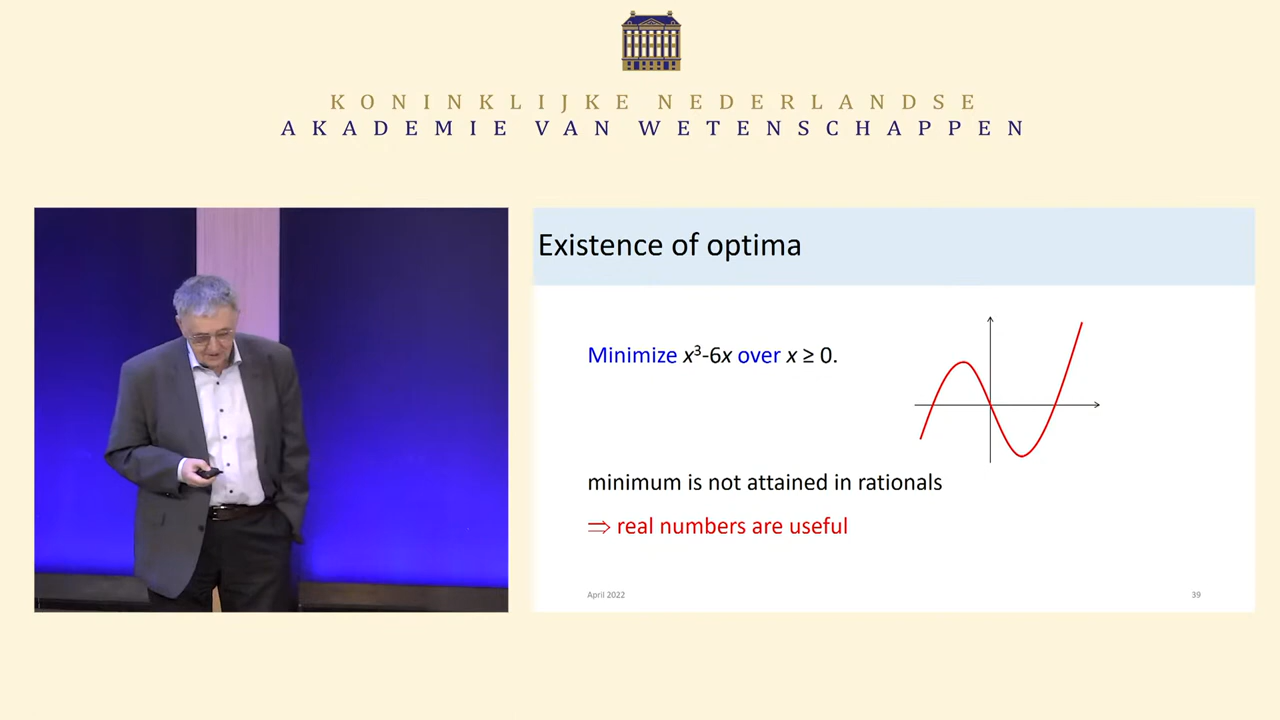 KONINKLIJKE NEDERLANDSE
AKADEMIE VAN WETENSCHAPPEN
Existence of optima
Minimize x³-6x over x ≥ 0.
minimum is not attained in rationals
⇒ real numbers are useful
April 2022
39